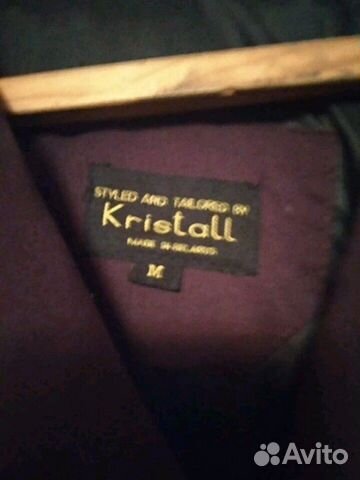 STYLED AND TAILORED BY
Kristall
MADE IN BELARUS
M
Avito